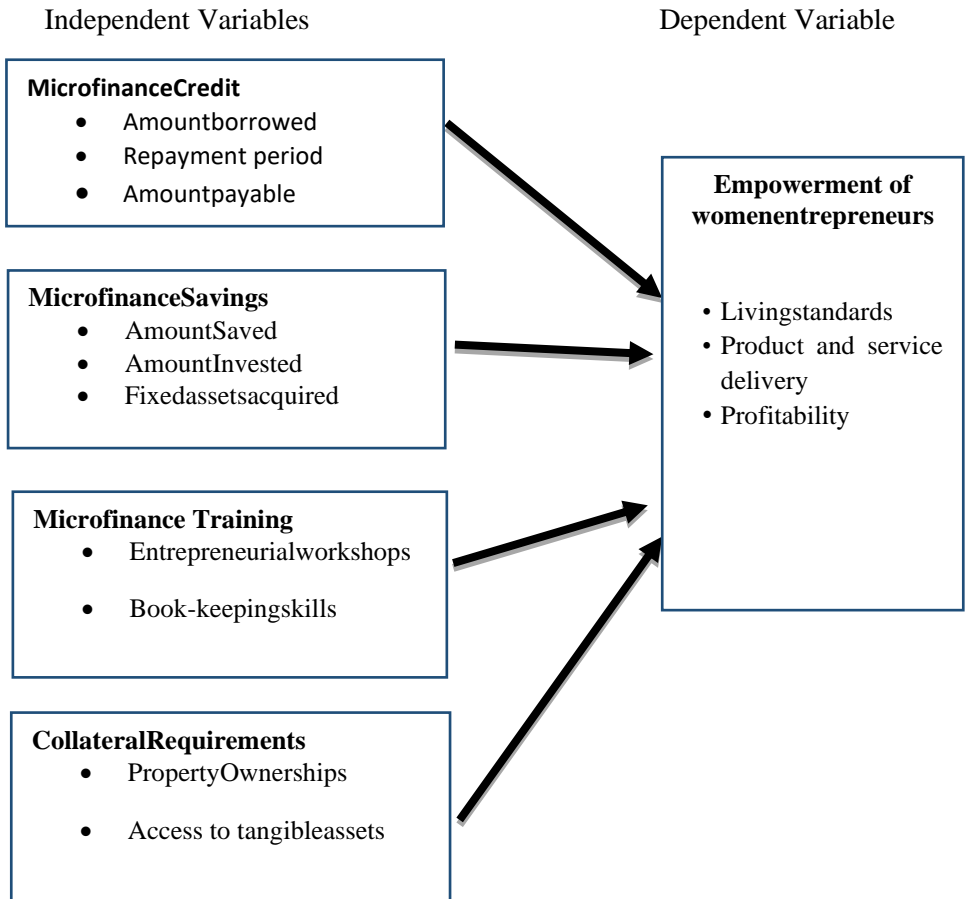 Independent Variables
Dependent Variable
MicrofinanceCredit
• Amountborrowed
• Repayment period
• Amountpayable
MicrofinanceSavings
• AmountSaved
• AmountInvested
• Fixedassetsacquired
Microfinance Training
• Entrepreneurialworkshops
• Book-keepingskills
CollateralRequirements
• PropertyOwnerships
• Access to tangibleassets
Empowerment of
womenentrepreneurs
• Livingstandards
• Product and service
delivery
• Profitability